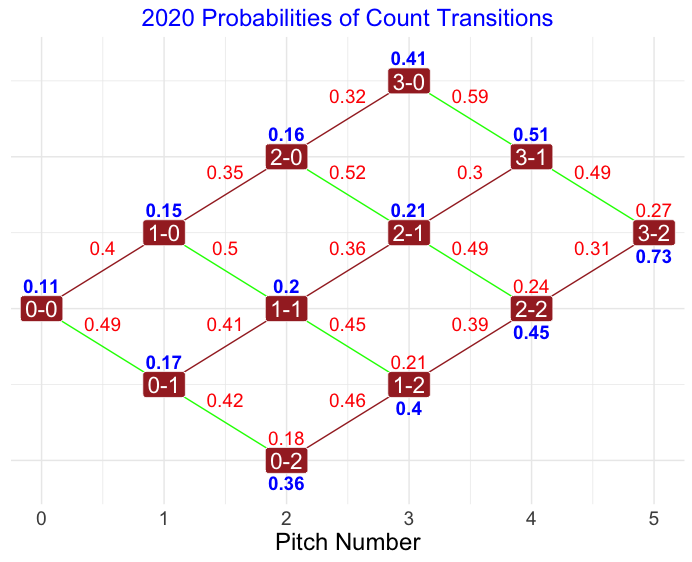 2020 Probabilities of Count Transitions
0.41
3-0
0.32 0.59
0.16 0.51
2-0 3-1
0.35 0.52 0.3 0.49
0.15 0.21 0.27
1-0 2-1 3-2
0.4 0.5 0.36 0.49 0.31 0.73
0.11 0.2 0.24
0-0 1-1 2-2
0.49 0.41 0.45 0.39 0.45
0.17 0.21
0-1 1-2
0.42 0.46 0.4
0.18
0-2
0.36
0 1 2 3 4 5
Pitch Number